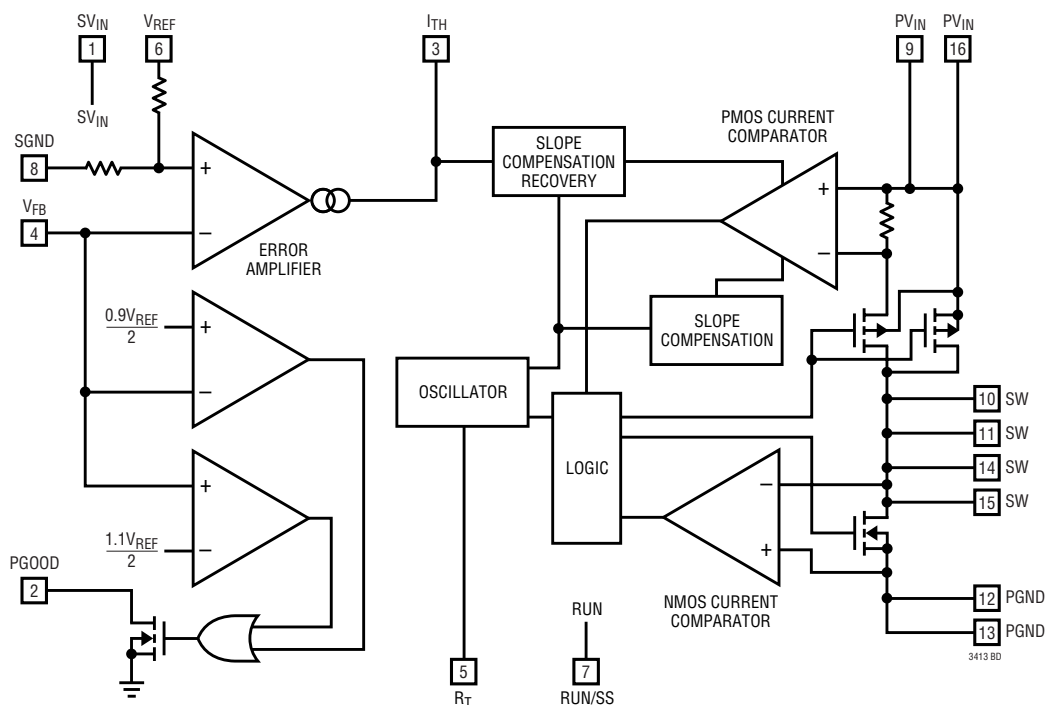 SVIN
1
SVIN
VREF
6
ITH
3
PVIN
9
PVIN
16
SGND
8
+
–
ERROR
AMPLIFIER
VFB
4
SLOPE
COMPENSATION
RECOVERY
PMOS CURRENT
COMPARATOR
+
–
0.9VREF
2
+
–
SLOPE
COMPENSATION
OSCILLATOR
LOGIC
10 SW
11 SW
14 SW
15 SW
+
–
1.1VREF
2
–
+
NMOS CURRENT
COMPARATOR
PGOOD
2
12 PGND
13 PGND
3413 BD
5
RT
RUN
7
RUN/SS